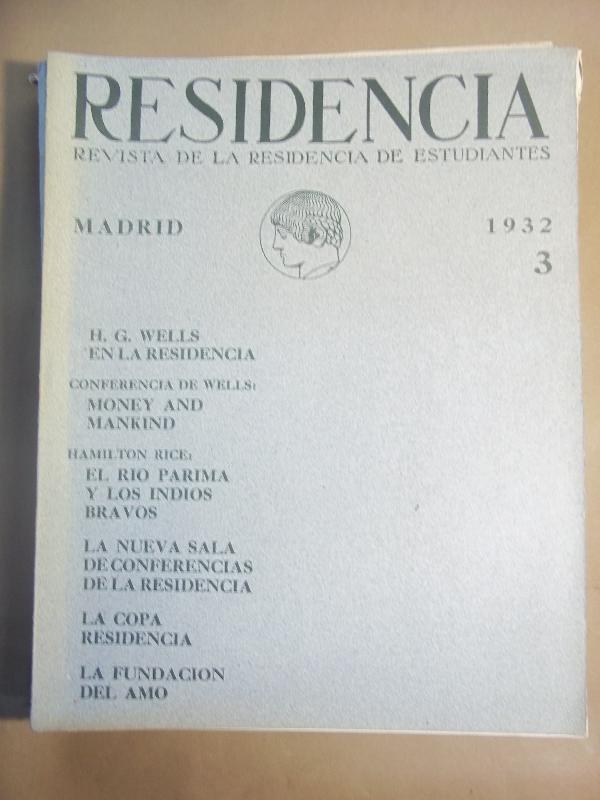 RESIDENCIA
REVISTA DE LA RESIDENCIA DE ESTUDIANTES
MADRID
1932
3
H. G. WELLS
EN LA RESIDENCIA
CONFERENCIA DE WELLS:
MONEY AND
MANKIND
HAMILTON RICE:
EL RIO PARIMA
Y LOS INDIOS
BRAVOS
LA NUEVA SALA
DE CONFERENCIAS
DE LA RESIDENCIA
LA COPA
RESIDENCIA
LA FUNDACION
DEL AMO